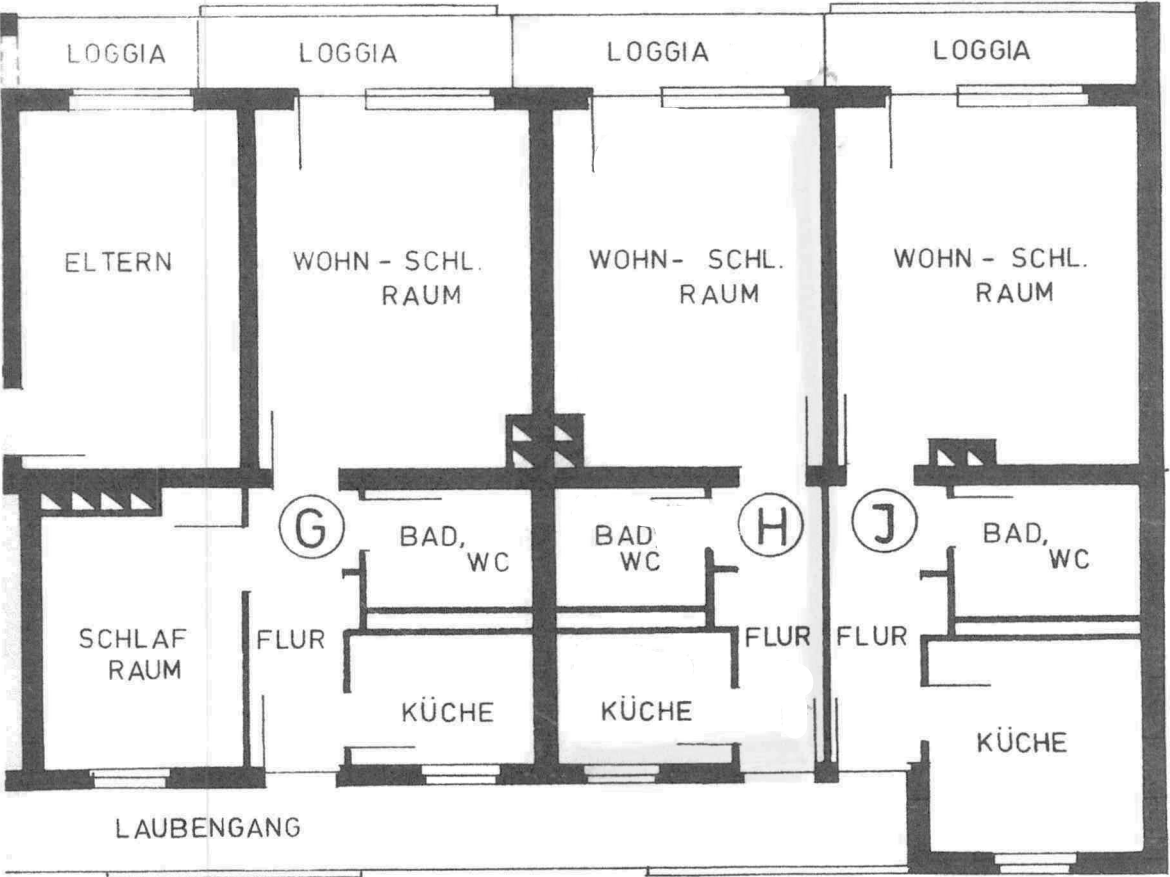 LOGGIA LOGGIA LOGGIA LOGGIA
ELTERN
WOHN - SCHL.
RAUM
WOHN- SCHL.
RAUM
WOHN - SCHL.
RAUM
G
BAD,
WC
BAD
WC
H
J
BAD,
WC
SCHLAF
RAUM
FLUR
KÜCHE
KÜCHE
FLUR
FLUR
KÜCHE
LAUBENGANG